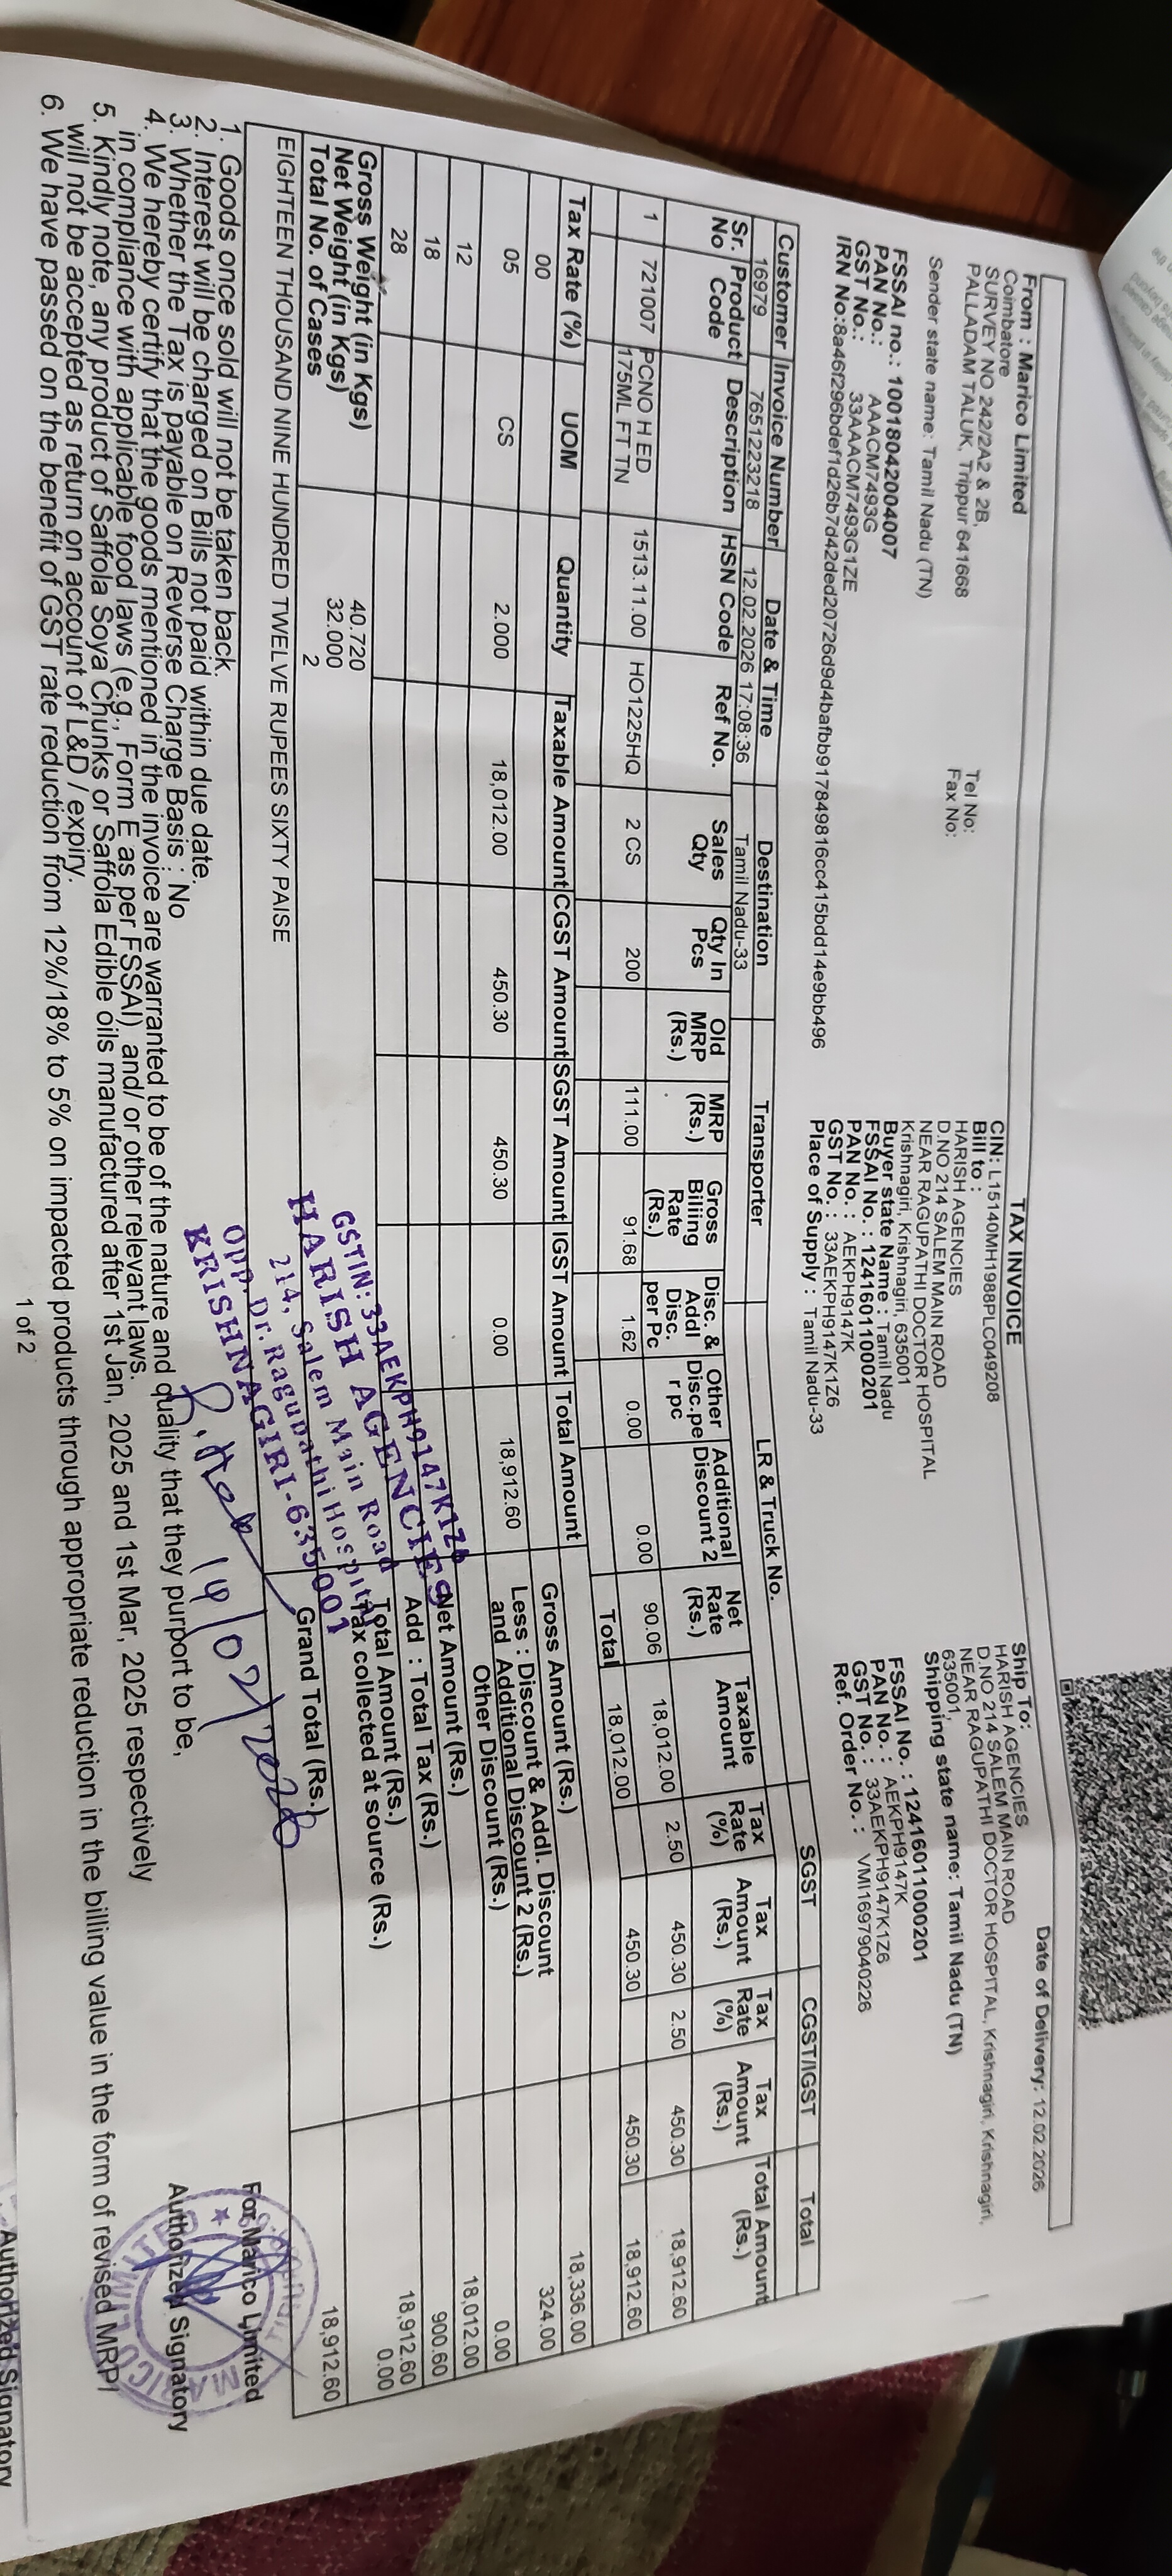 TAX INVOICE
Date of Delivery: 12.02.2026
From : Marico Limited
Coimbatore
SURVEY NO 242/2A2 & 2B,
PALLADAM TALUK, Trippur 641668
Tel No:
Fax No:
Sender state name: Tamil Nadu (TN)
FSSAI no.: 10018042004007
PAN No.: AAACM7493G
GST No.: 33AAACM7493G1ZE
IRN No:8a46f296bdef1d26b7d42ded20726d9d4bafbb917849816cc415bdd14e9bb496
CIN: L15140MH1988PLC049208
Bill to :
HARISH AGENCIES
D.NO 214 SALEM MAIN ROAD
NEAR RAGUPATHI DOCTOR HOSPITAL
Krishnagiri, Krishnagiri, 635001
Buyer state Name : Tamil Nadu
FSSAI No. : 12416011000201
PAN No. : AEKPH9147K
GST No. : 33AEKPH9147K1Z6
Place of Supply : Tamil Nadu-33
Ship To:
HARISH AGENCIES
D.NO 214 SALEM MAIN ROAD
NEAR RAGUPATHI DOCTOR HOSPITAL, Krishnagiri, Krishnagiri,
635001,
Shipping state name: Tamil Nadu (TN)
FSSAI No. : 12416011000201
PAN No. : AEKPH9147K
GST No. : 33AEKPH9147K1Z6
Ref. Order No. : VMI16979040226
Customer Invoice Number Date & Time Destination Transporter LR & Truck No. SGST CGST/IGST Total
16979 7651223218 12.02.2026 17:08:36 Tamil Nadu-33
Sr. No Product Code Description HSN Code Ref No. Sales Qty Qty In Pcs Old MRP (Rs.) MRP (Rs.) Gross Billing Rate (Rs.) Disc. & Addl Disc. per Pc Other Disc.pe r pc Additional Discount 2 Net Rate (Rs.) Taxable Amount Tax Rate (%) Tax Amount (Rs.) Tax Rate (%) Tax Amount (Rs.) Total Amount (Rs.)
1 721007 PCNO H ED 175ML FT TN 1513.11.00 HO1225HQ 2 CS 200 111.00 91.68 1.62 0.00 0.00 90.06 18,012.00 2.50 450.30 2.50 450.30 18,912.60
Total 18,012.00 450.30 450.30 18,912.60
Tax Rate (%) UOM Quantity Taxable Amount CGST Amount SGST Amount IGST Amount Total Amount
00
05 CS 2.000 18,012.00 450.30 450.30 0.00 18,912.60
12
18
28
Gross Amount (Rs.) 18,336.00
Less : Discount & Addl. Discount 324.00
and Additional Discount 2 (Rs.)
Other Discount (Rs.) 0.00
Net Amount (Rs.) 18,012.00
Add : Total Tax (Rs.) 900.60
Total Amount (Rs.) 18,912.60
Tax collected at source (Rs.) 0.00
Grand Total (Rs.) 18,912.60
Gross Weight (in Kgs) 40.720
Net Weight (in Kgs) 32.000
Total No. of Cases 2
EIGHTEEN THOUSAND NINE HUNDRED TWELVE RUPEES SIXTY PAISE
GSTIN: 33AEKPH9147K1Z6
HARISH AGENCIES
214, Salem Main Road
Opp. Dr. Ragupathi Hospital
KRISHNAGIRI-635001
14/02/2026
1. Goods once sold will not be taken back.
2. Interest will be charged on Bills not paid within due date.
3. Whether the Tax is payable on Reverse Charge Basis : No
4. We hereby certify that the goods mentioned in the invoice are warranted to be of the nature and quality that they purport to be,
in compliance with applicable food laws (e.g., Form E as per FSSAI) and/ or other relevant laws.
5. Kindly note, any product of Saffola Soya Chunks or Saffola Edible oils manufactured after 1st Jan, 2025 and 1st Mar, 2025 respectively
will not be accepted as return on account of L&D / expiry.
6. We have passed on the benefit of GST rate reduction from 12%/18% to 5% on impacted products through appropriate reduction in the billing value in the form of revised MRP/
For Marico Limited
Authorized Signatory
MARICO LIMITED
1 of 2
Authorized Signatory